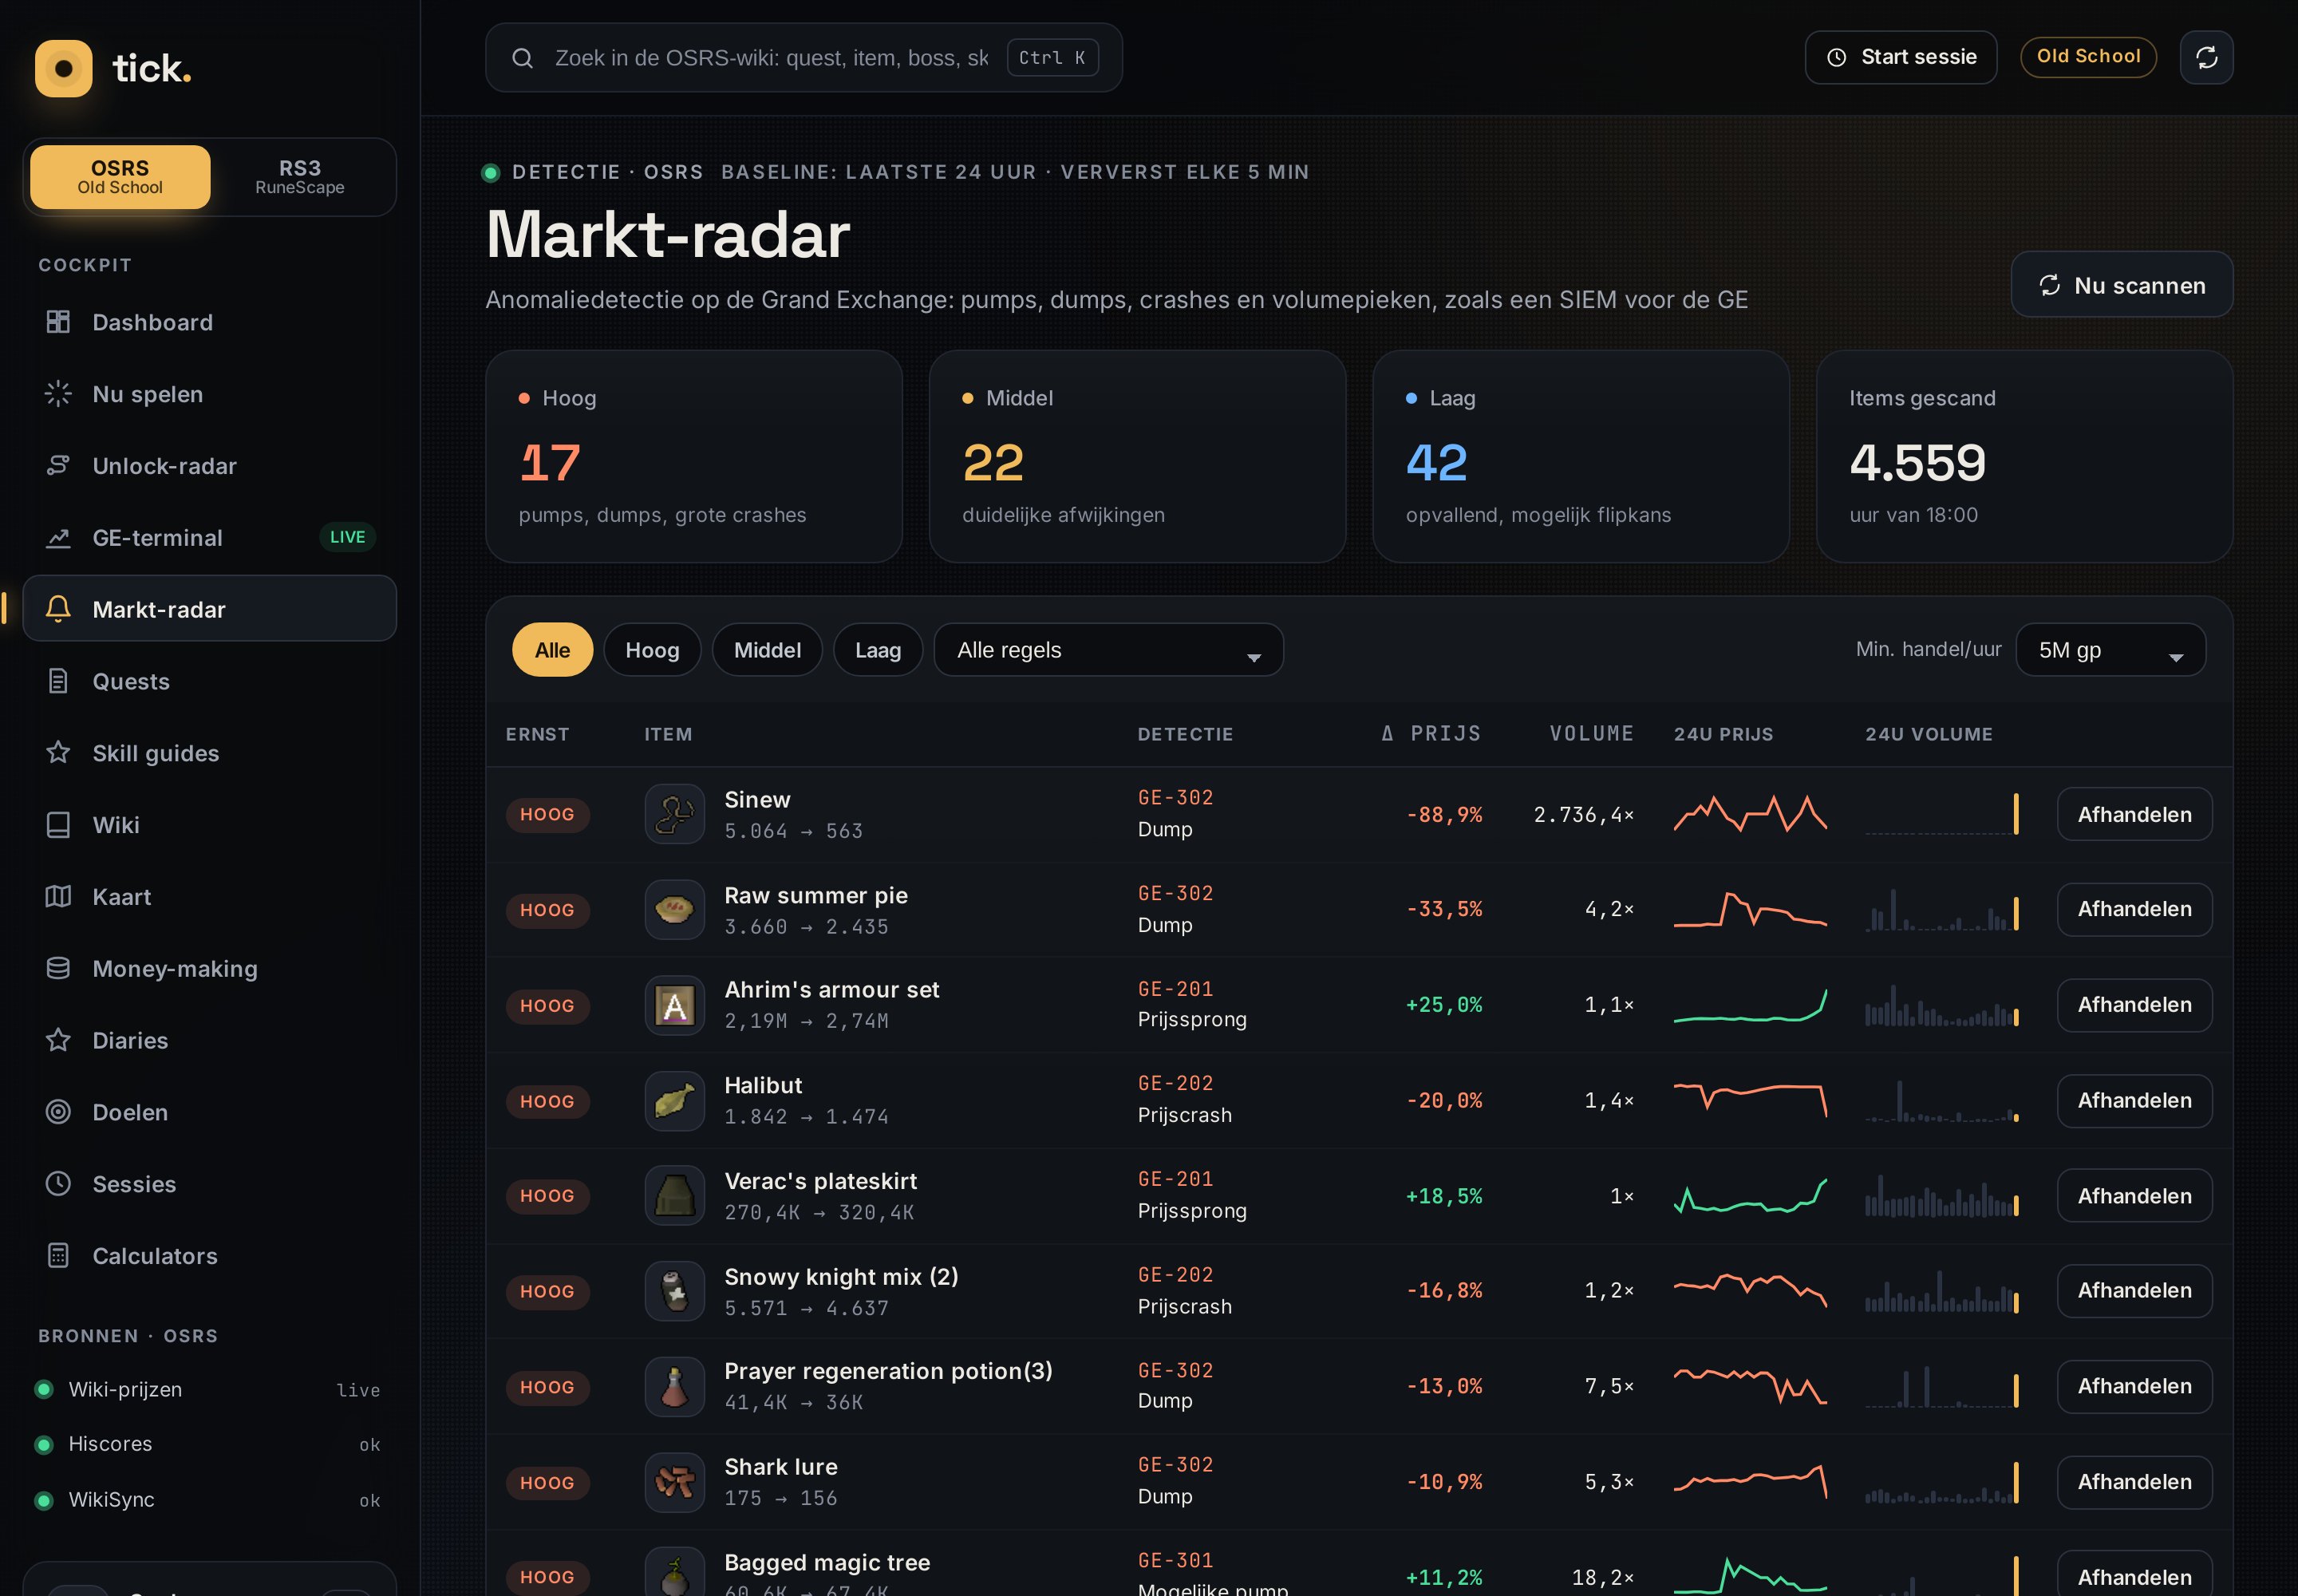 tick.
Zoek in de OSRS-wiki: quest, item, boss, sk
Ctrl K
Start sessie
Old School
OSRS
Old School
RS3
RuneScape
COCKPIT
Dashboard
Nu spelen
Unlock-radar
GE-terminal
LIVE
Markt-radar
Quests
Skill guides
Wiki
Kaart
Money-making
Diaries
Doelen
Sessies
Calculators
BRONNEN · OSRS
Wiki-prijzen live
Hiscores ok
WikiSync ok
DETECTIE · OSRS BASELINE: LAATSTE 24 UUR · VERVERST ELKE 5 MIN
Markt-radar
Anomaliedetectie op de Grand Exchange: pumps, dumps, crashes en volumepieken, zoals een SIEM voor de GE
Nu scannen
Hoog
17
pumps, dumps, grote crashes
Middel
22
duidelijke afwijkingen
Laag
42
opvallend, mogelijk flipkans
Items gescand
4.559
uur van 18:00
Alle Hoog Middel Laag Alle regels Min. handel/uur 5M gp
ERNST ITEM DETECTIE Δ PRIJS VOLUME 24U PRIJS 24U VOLUME
HOOG
Sinew
5.064 → 563
GE-302
Dump
-88,9%
2.736,4×
Afhandelen
HOOG
Raw summer pie
3.660 → 2.435
GE-302
Dump
-33,5%
4,2×
Afhandelen
HOOG
Ahrim's armour set
2,19M → 2,74M
GE-201
Prijssprong
+25,0%
1,1×
Afhandelen
HOOG
Halibut
1.842 → 1.474
GE-202
Prijscrash
-20,0%
1,4×
Afhandelen
HOOG
Verac's plateskirt
270,4K → 320,4K
GE-201
Prijssprong
+18,5%
1×
Afhandelen
HOOG
Snowy knight mix (2)
5.571 → 4.637
GE-202
Prijscrash
-16,8%
1,2×
Afhandelen
HOOG
Prayer regeneration potion(3)
41,4K → 36K
GE-302
Dump
-13,0%
7,5×
Afhandelen
HOOG
Shark lure
175 → 156
GE-302
Dump
-10,9%
5,3×
Afhandelen
HOOG
Bagged magic tree
60,6K → 67,4K
GE-301
Mogelijke pump
+11,2%
18,2×
Afhandelen